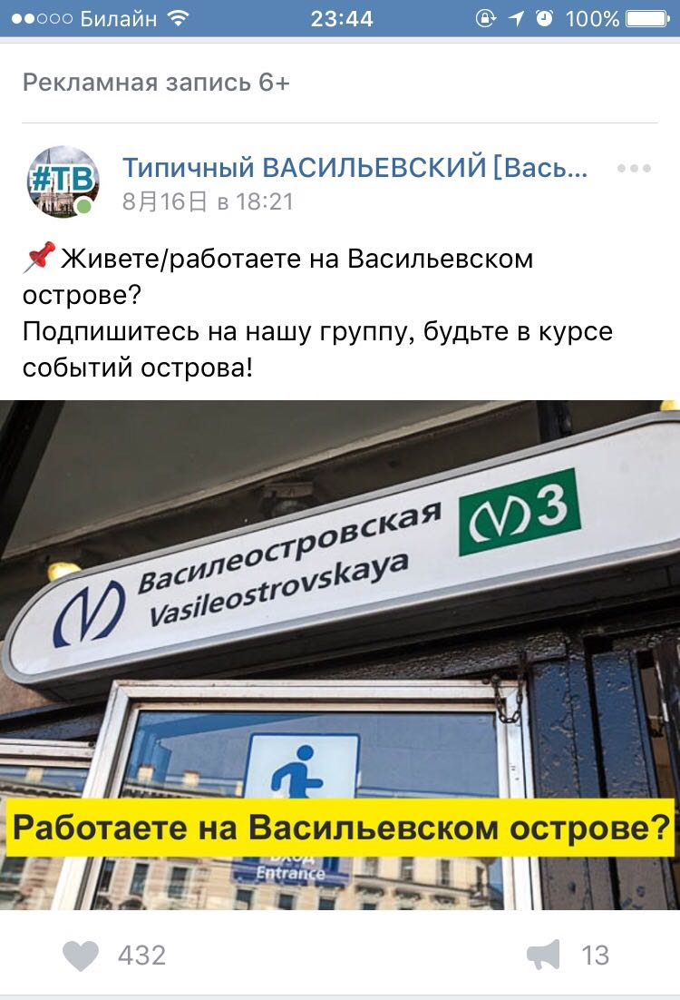 Билайн 23:44 100%
Рекламная запись 6+
#ТВ
Типичный ВАСИЛЬЕВСКИЙ [Вась...
8月16日 в 18:21
Живете/работаете на Васильевском
острове?
Подпишитесь на нашу группу, будьте в курсе
событий острова!
Василеостровская
Vasileostrovskaya
3
Работаете на Васильевском острове?
Вход
Entrance
432 13